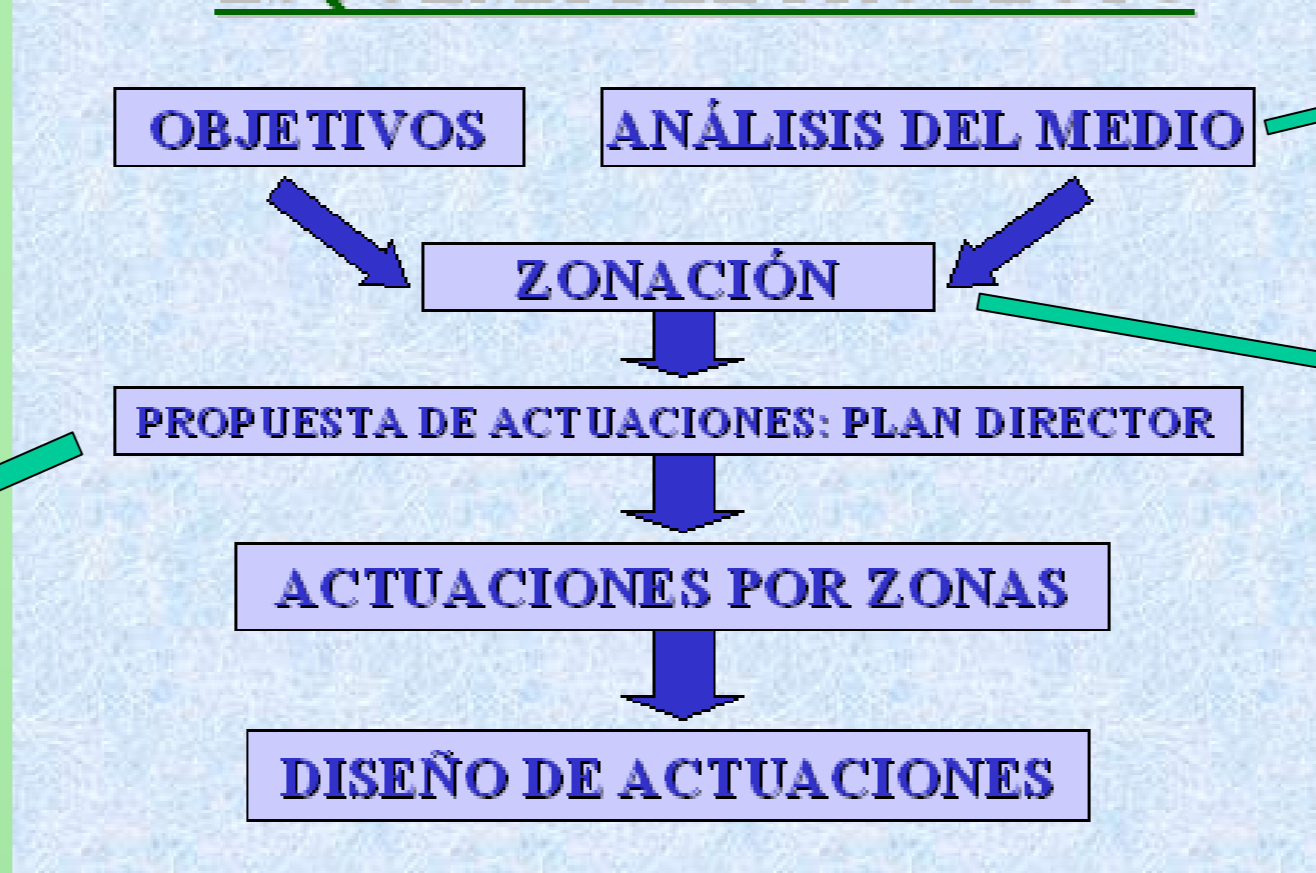 OBJETIVOS
ANÁLISIS DEL MEDIO
ZONACIÓN
PROPUESTA DE ACTUACIONES: PLAN DIRECTOR
ACTUACIONES POR ZONAS
DISEÑO DE ACTUACIONES